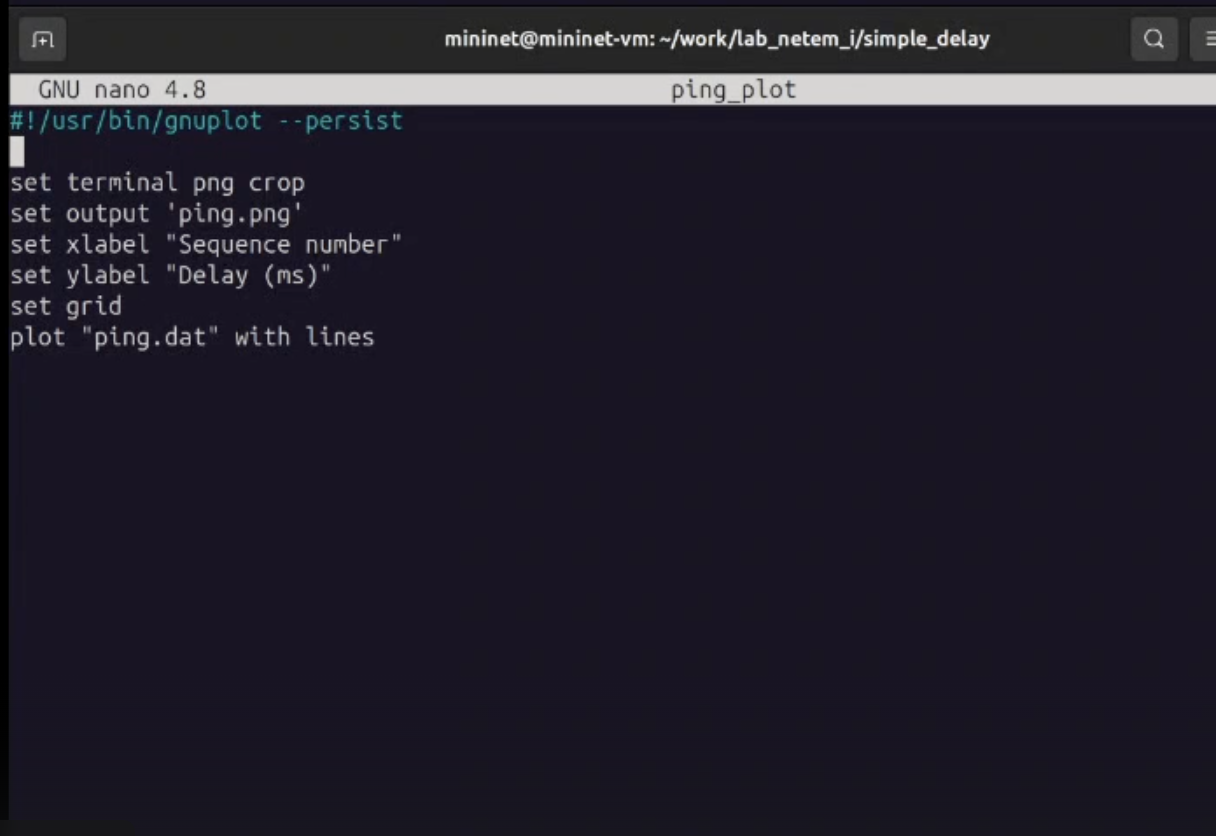 mininet@mininet-vm: ~/work/lab_netem_i/simple_delay
GNU nano 4.8 ping_plot
#!/usr/bin/gnuplot --persist
set terminal png crop
set output 'ping.png'
set xlabel "Sequence number"
set ylabel "Delay (ms)"
set grid
plot "ping.dat" with lines